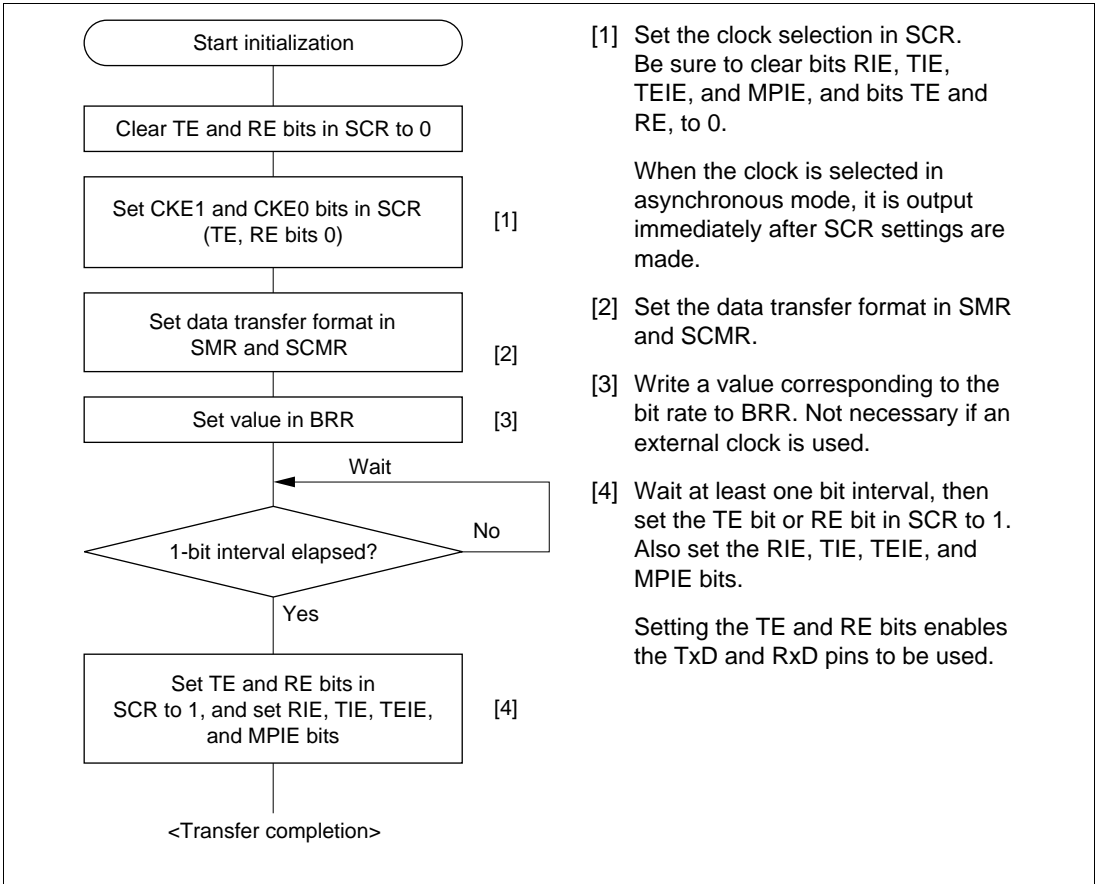 Start initialization
Clear TE and RE bits in SCR to 0
Set CKE1 and CKE0 bits in SCR
(TE, RE bits 0)
[1]
Set data transfer format in
SMR and SCMR
[2]
Set value in BRR
[3]
Wait
No
1-bit interval elapsed?
Yes
Set TE and RE bits in
SCR to 1, and set RIE, TIE, TEIE,
and MPIE bits
[4]
<Transfer completion>
[1] Set the clock selection in SCR.
Be sure to clear bits RIE, TIE,
TEIE, and MPIE, and bits TE and
RE, to 0.
When the clock is selected in
asynchronous mode, it is output
immediately after SCR settings are
made.
[2] Set the data transfer format in SMR
and SCMR.
[3] Write a value corresponding to the
bit rate to BRR. Not necessary if an
external clock is used.
[4] Wait at least one bit interval, then
set the TE bit or RE bit in SCR to 1.
Also set the RIE, TIE, TEIE, and
MPIE bits.
Setting the TE and RE bits enables
the TxD and RxD pins to be used.